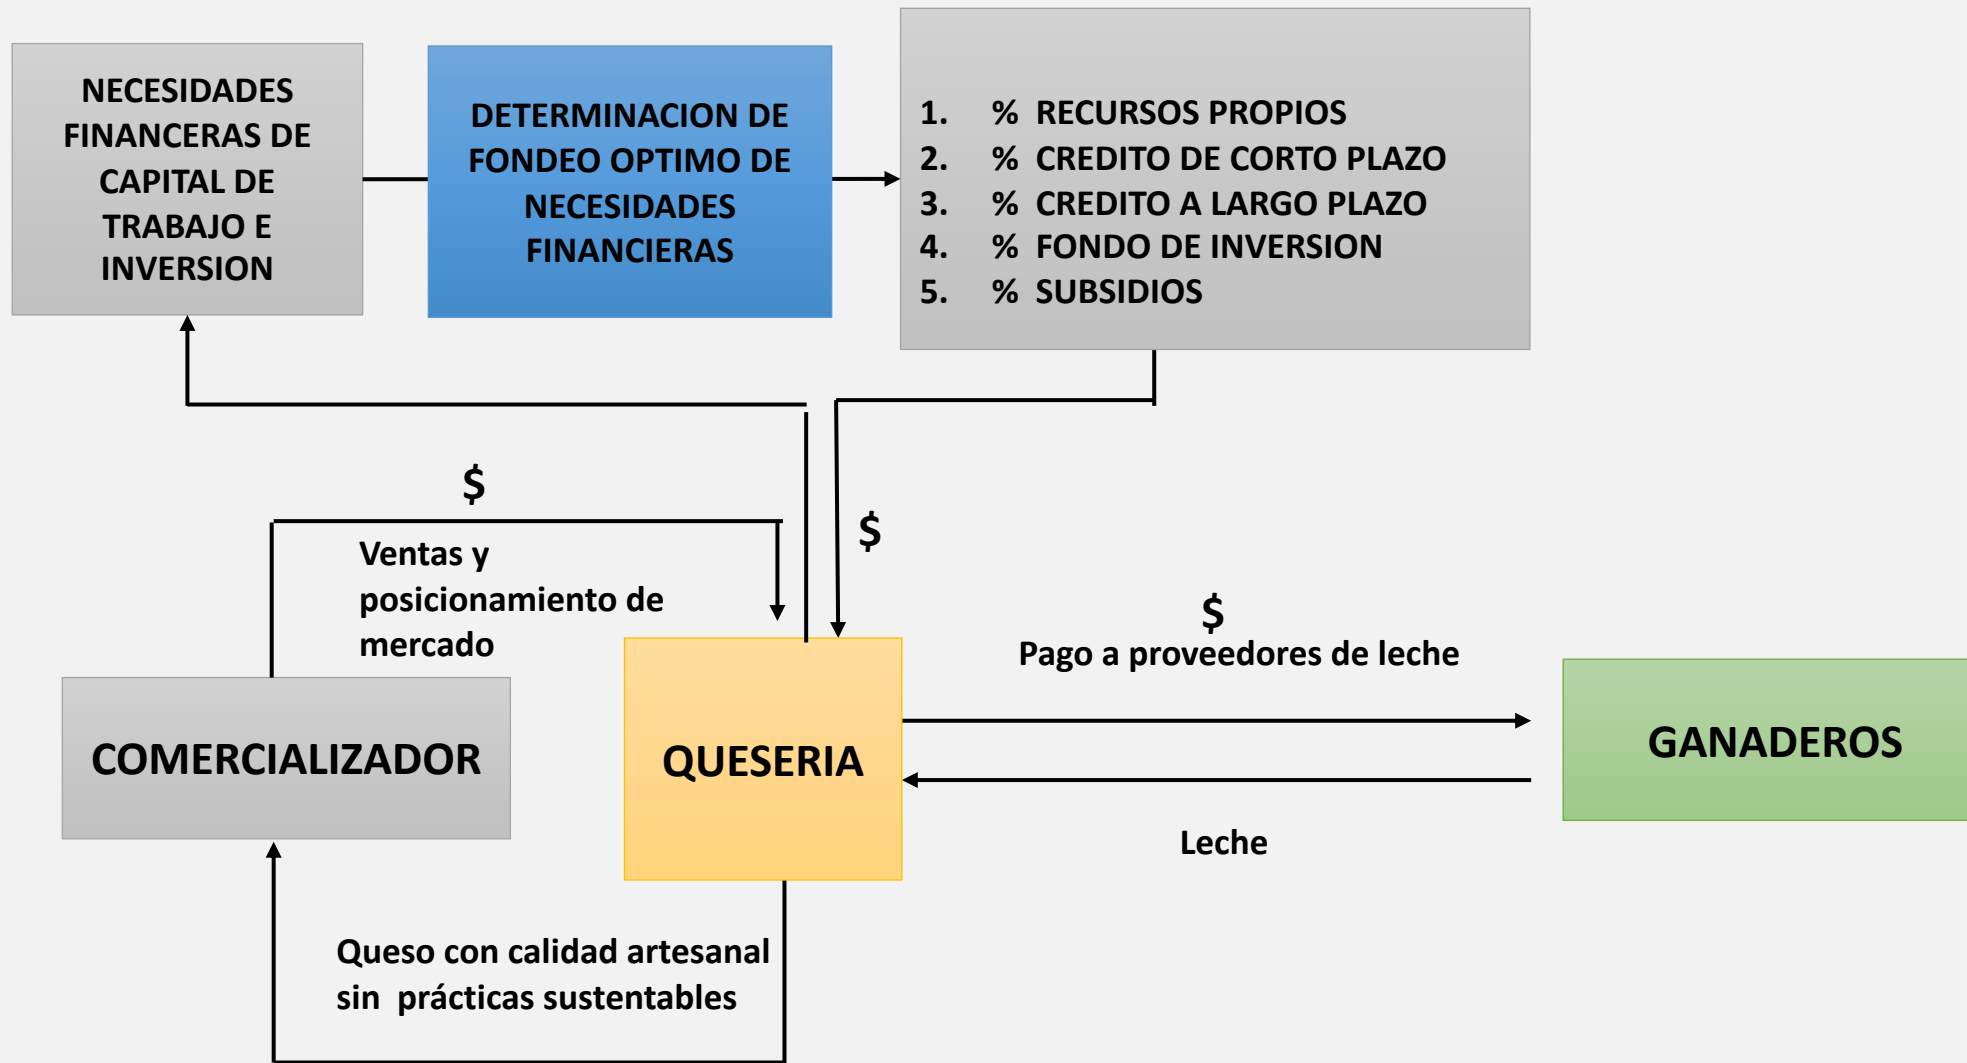 NECESIDADES
FINANCERAS DE
CAPITAL DE
TRABAJO E
INVERSION
DETERMINACION DE
FONDEO OPTIMO DE
NECESIDADES
FINANCIERAS
1. % RECURSOS PROPIOS
2. % CREDITO DE CORTO PLAZO
3. % CREDITO A LARGO PLAZO
4. % FONDO DE INVERSION
5. % SUBSIDIOS
$
Ventas y
posicionamiento de
mercado
$
$
Pago a proveedores de leche
COMERCIALIZADOR
QUESERIA
GANADEROS
Leche
Queso con calidad artesanal
sin prácticas sustentables